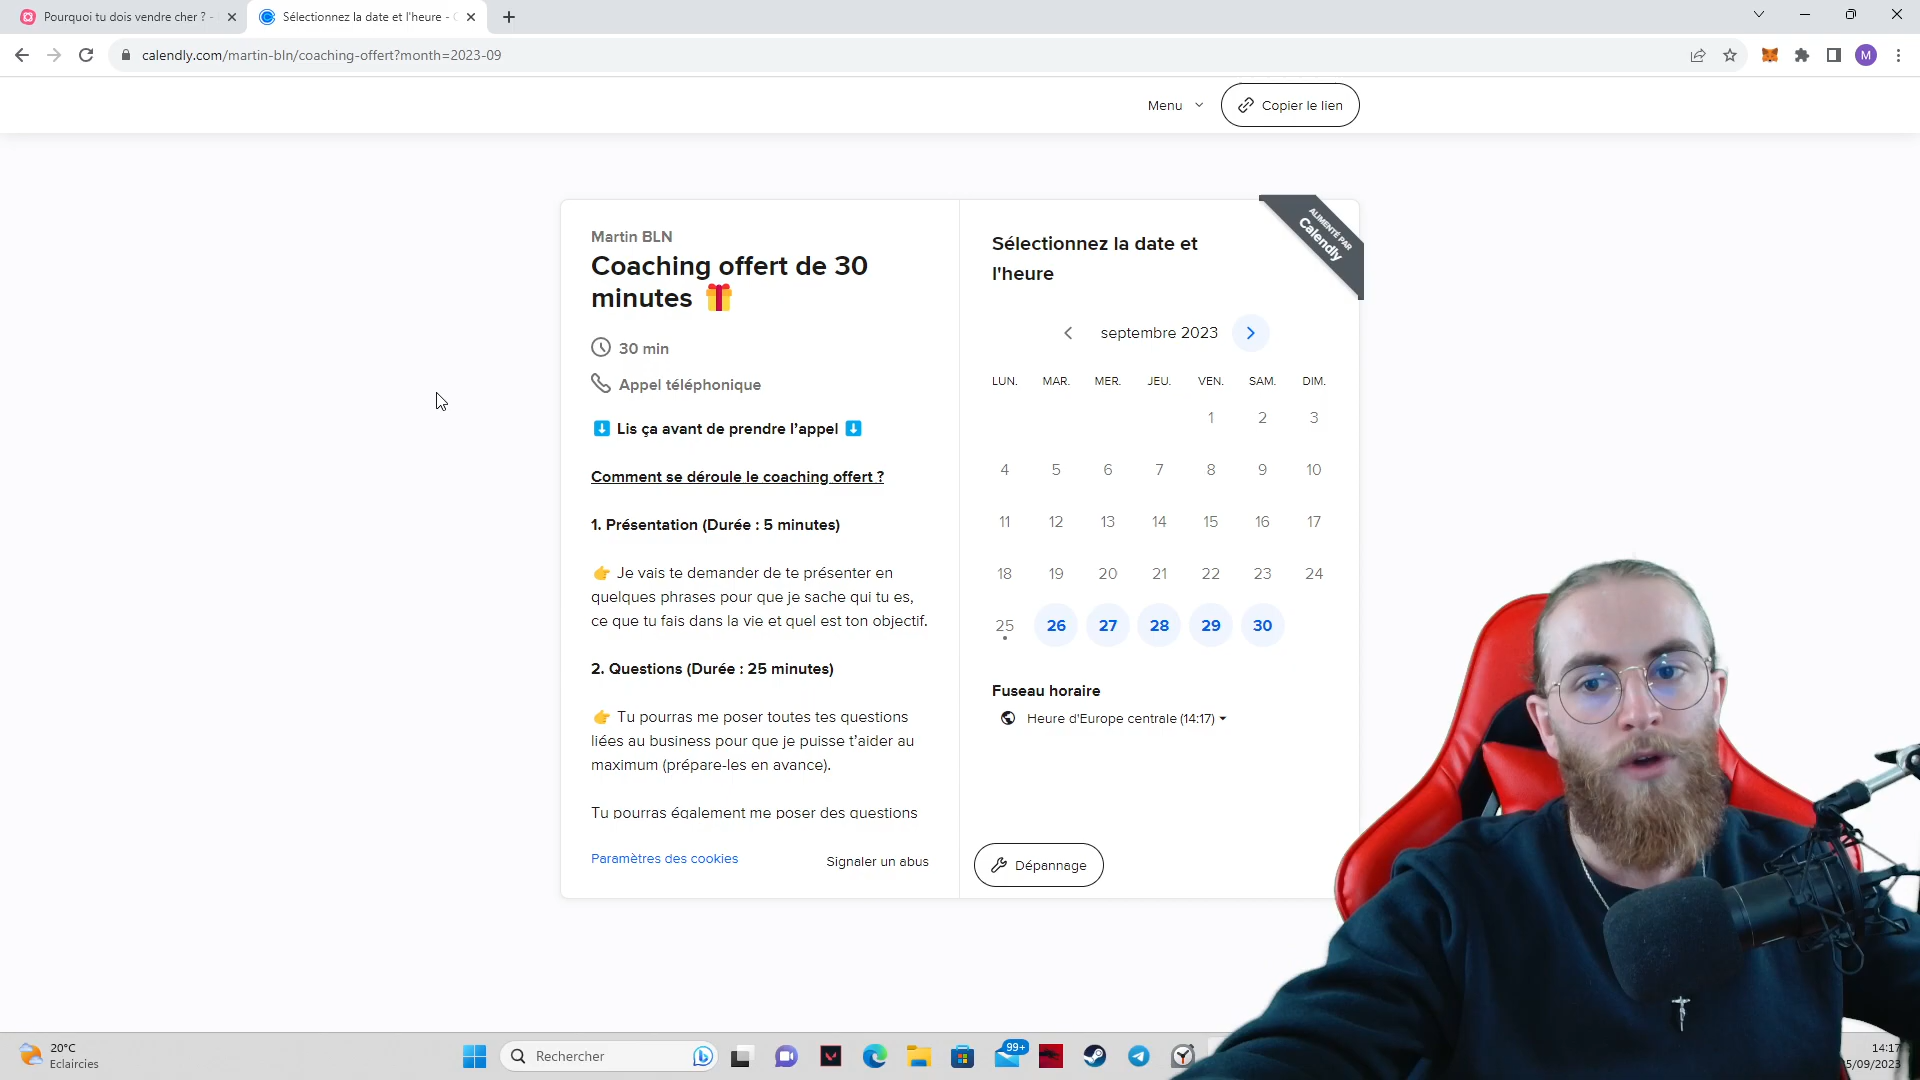 Pourquoi tu dois vendre cher ? -
Sélectionnez la date et l'heure -
calendly.com/martin-bln/coaching-offert?month=2023-09
M
Menu
Copier le lien
ALIMENTÉ PAR
Calendly
Martin BLN
Coaching offert de 30
minutes
30 min
Appel téléphonique
Lis ça avant de prendre l'appel
Comment se déroule le coaching offert ?
1. Présentation (Durée : 5 minutes)
Je vais te demander de te présenter en
quelques phrases pour que je sache qui tu es,
ce que tu fais dans la vie et quel est ton objectif.
2. Questions (Durée : 25 minutes)
Tu pourras me poser toutes tes questions
liées au business pour que je puisse t'aider au
maximum (prépare-les en avance).
Tu pourras également me poser des questions
Paramètres des cookies
Signaler un abus
Sélectionnez la date et
l'heure
septembre 2023
LUN. MAR. MER. JEU. VEN. SAM. DIM.
1 2 3
4 5 6 7 8 9 10
11 12 13 14 15 16 17
18 19 20 21 22 23 24
25 26 27 28 29 30
Fuseau horaire
Heure d'Europe centrale (14:17)
Dépannage
20°C
Eclaircies
Rechercher
99+
14:17
5/09/2023